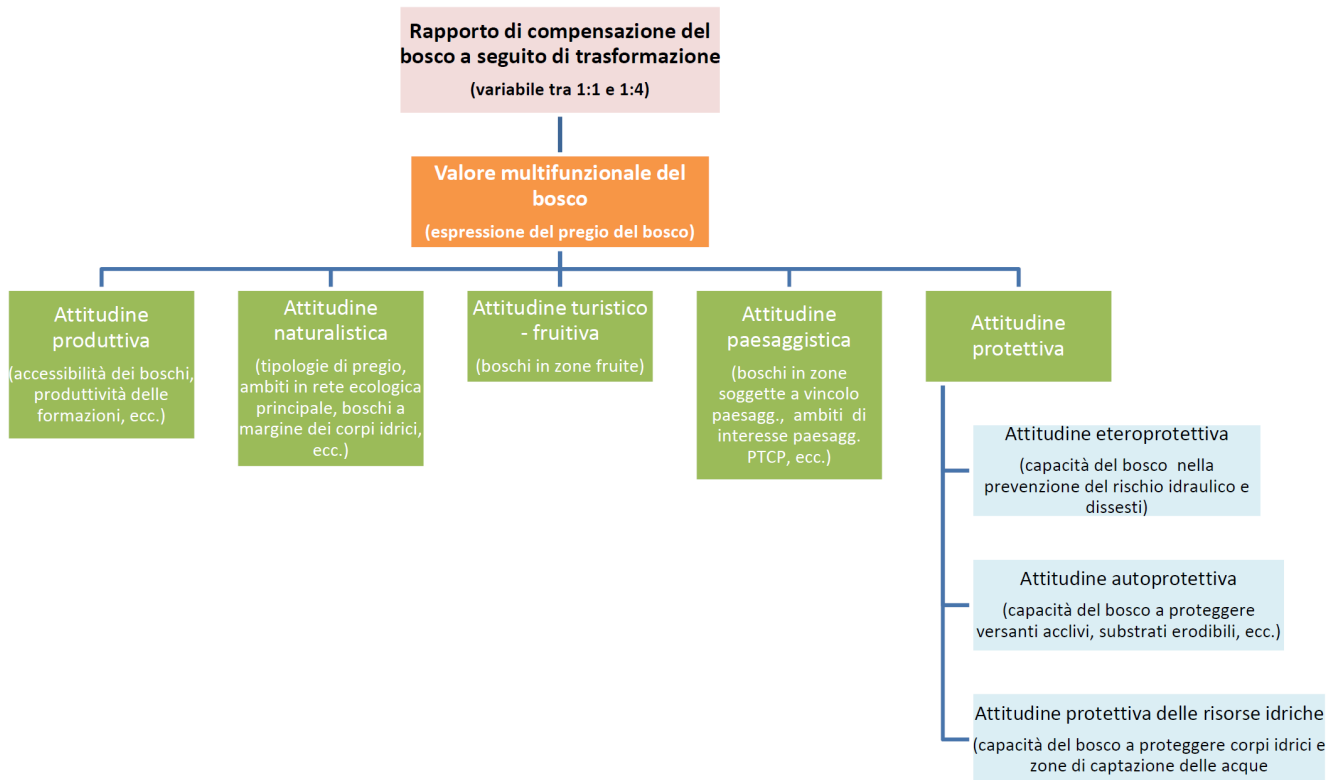 Rapporto di compensazione del
bosco a seguito di trasformazione
(variabile tra 1:1 e 1:4)
Valore multifunzionale del
bosco
(espressione del pregio del bosco)
Attitudine
produttiva
(accessibilità dei boschi,
produttività delle
formazioni, ecc.)
Attitudine
naturalistica
(tipologie di pregio,
ambiti in rete ecologica
principale, boschi a
margine dei corpi idrici,
ecc.)
Attitudine turistico
- fruitiva
(boschi in zone fruite)
Attitudine
paesaggistica
(boschi in zone
soggette a vincolo
paesagg., ambiti di
interesse paesagg.
PTCP, ecc.)
Attitudine
protettiva
Attitudine eteroprotettiva
(capacità del bosco nella
prevenzione del rischio idraulico e
dissesti)
Attitudine autoprotettiva
(capacità del bosco a proteggere
versanti acclivi, substrati erodibili, ecc.)
Attitudine protettiva delle risorse idriche
(capacità del bosco a proteggere corpi idrici e
zone di captazione delle acque